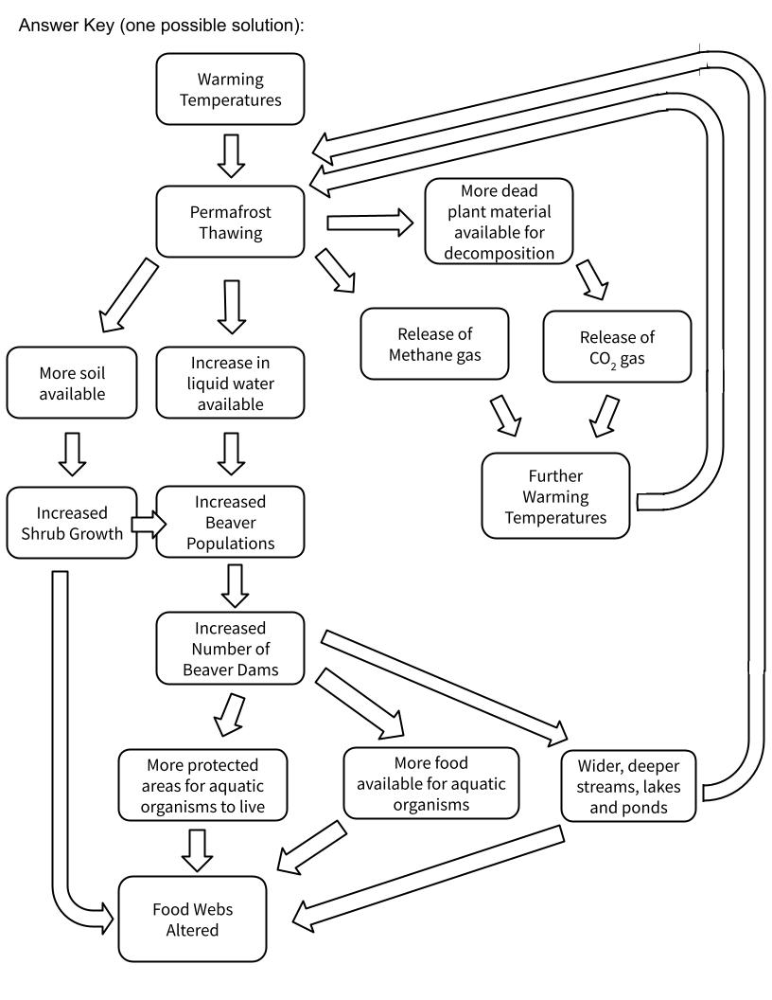 Answer Key (one possible solution):
Warming
Temperatures
Permafrost
Thawing
More dead
plant material
available for
decomposition
Release of
Methane gas
Release of
CO2 gas
More soil
available
Increase in
liquid water
available
Further
Warming
Temperatures
Increased
Shrub Growth
Increased
Beaver
Populations
Increased
Number of
Beaver Dams
More protected
areas for aquatic
organisms to live
More food
available for aquatic
organisms
Wider, deeper
streams, lakes
and ponds
Food Webs
Altered